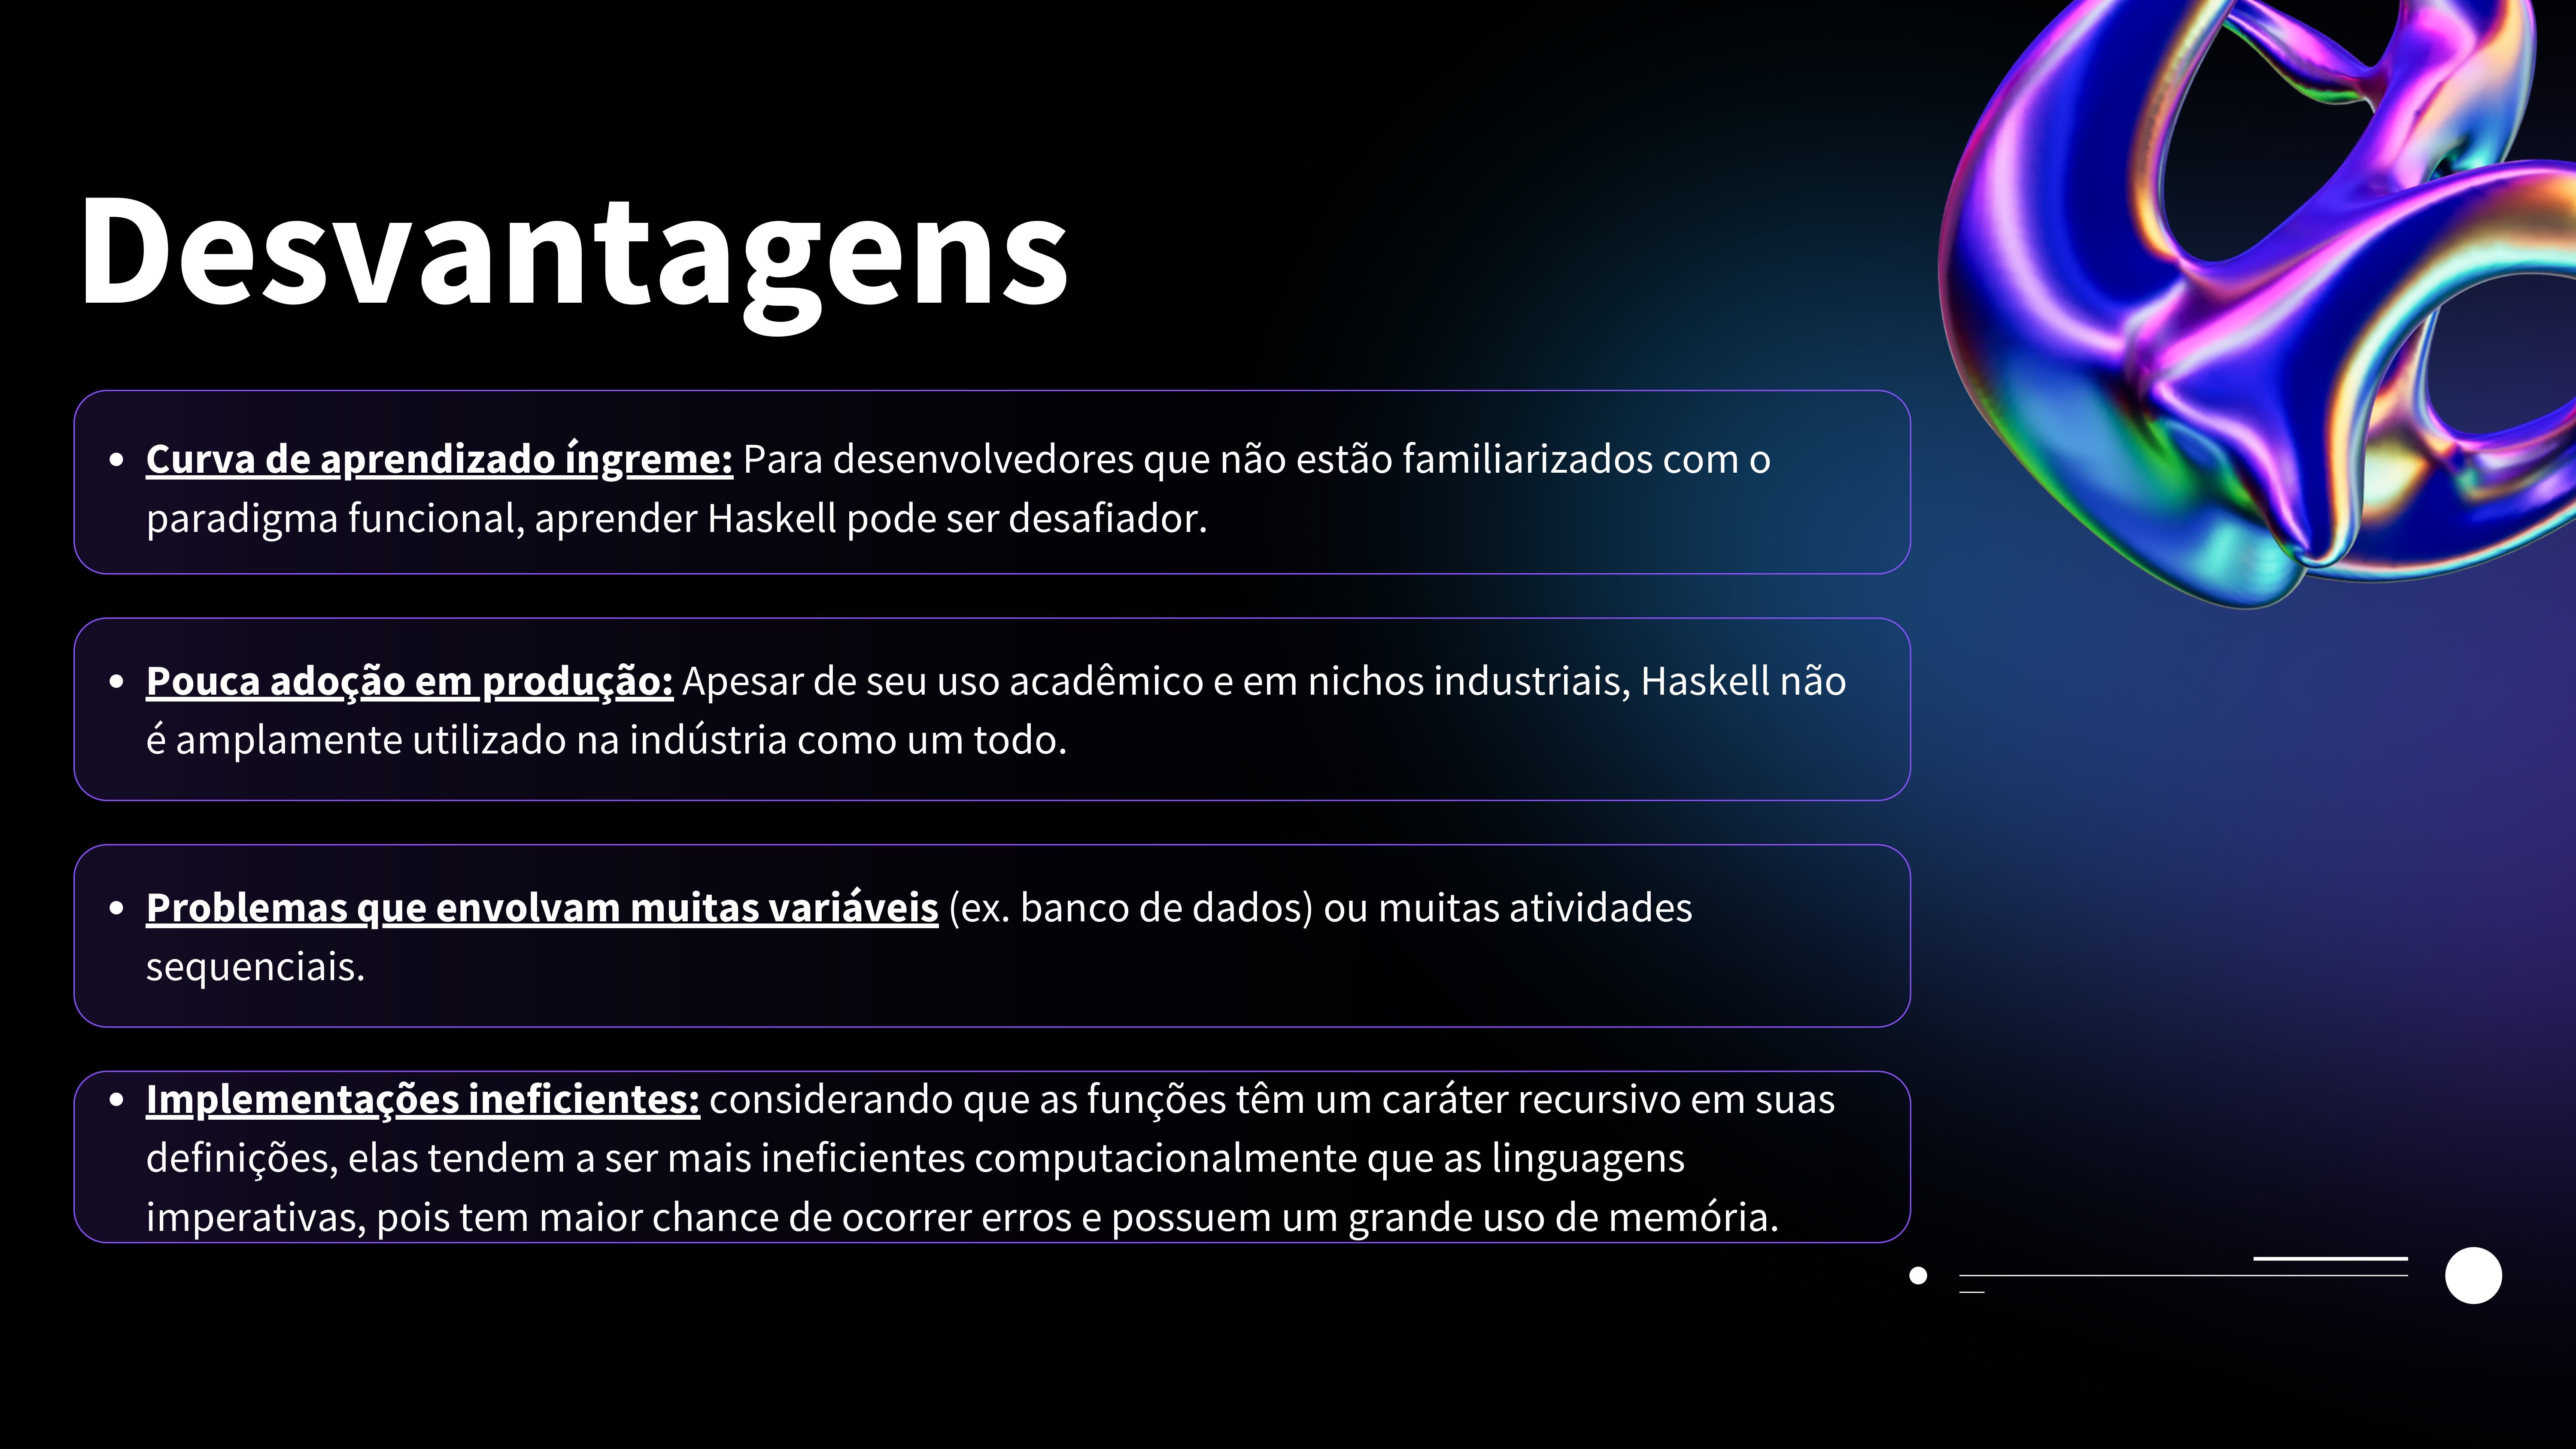 Desvantagens
• Curva de aprendizado íngreme: Para desenvolvedores que não estão familiarizados com o
paradigma funcional, aprender Haskell pode ser desafiador.
• Pouca adoção em produção: Apesar de seu uso acadêmico e em nichos industriais, Haskell não
é amplamente utilizado na indústria como um todo.
• Problemas que envolvam muitas variáveis (ex. banco de dados) ou muitas atividades
sequenciais.
• Implementações ineficientes: considerando que as funções têm um caráter recursivo em suas
definições, elas tendem a ser mais ineficientes computacionalmente que as linguagens
imperativas, pois tem maior chance de ocorrer erros e possuem um grande uso de memória.